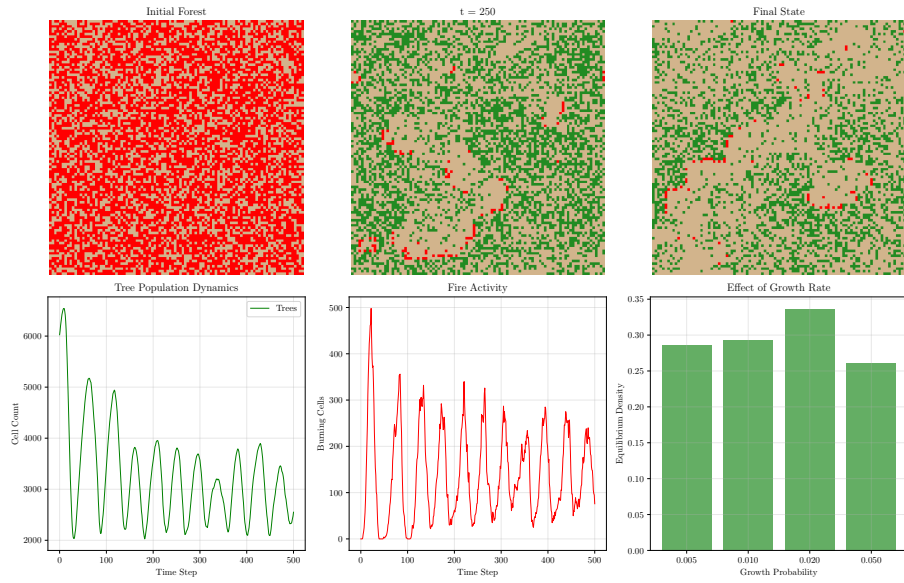 Initial Forest
t = 250
Final State
Tree Population Dynamics
Trees
Cell Count
6000
5000
4000
3000
2000
0 100 200 300 400 500
Time Step
Fire Activity
Burning Cells
500
400
300
200
100
0
0 100 200 300 400 500
Time Step
Effect of Growth Rate
Equilibrium Density
0.35
0.30
0.25
0.20
0.15
0.10
0.05
0.00
0.005 0.010 0.020 0.050
Growth Probability